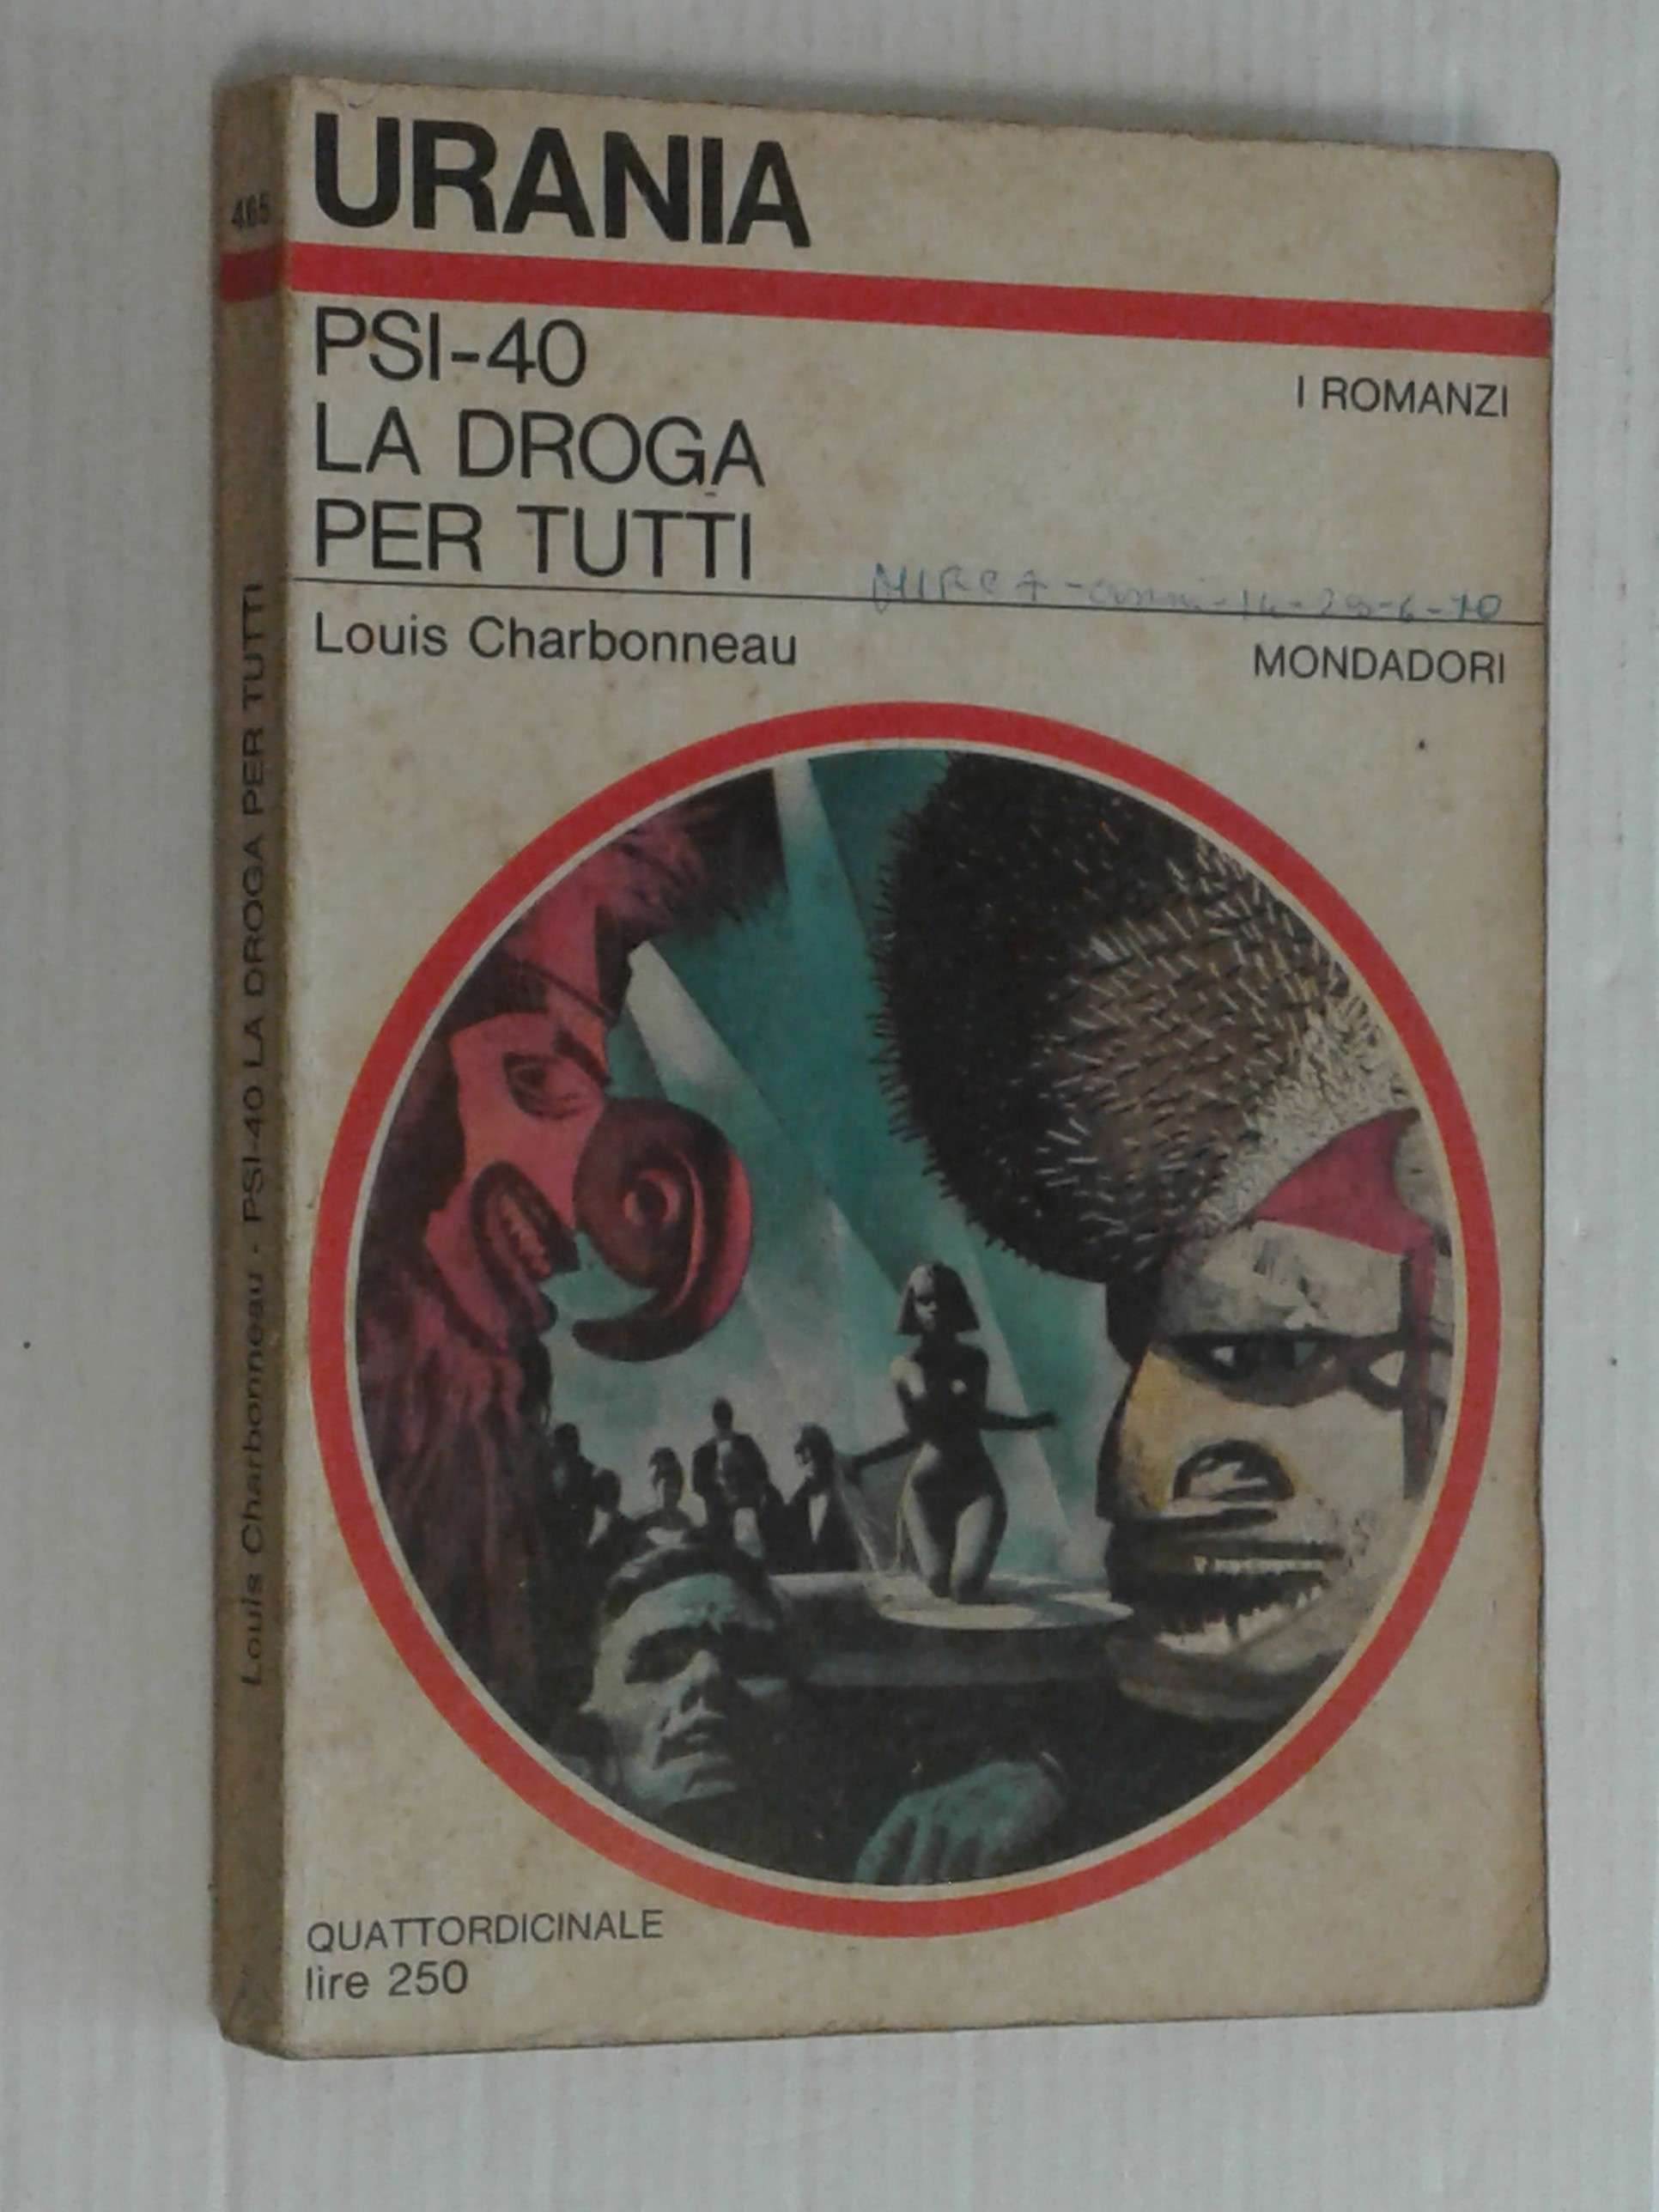 URANIA
PSI-40
LA DROGA
PER TUTTI
I ROMANZI
Louis Charbonneau
MONDADORI
QUATTORDICINALE
lire 250
465
Louis Charbonneau · PSI-40 LA DROGA PER TUTTI